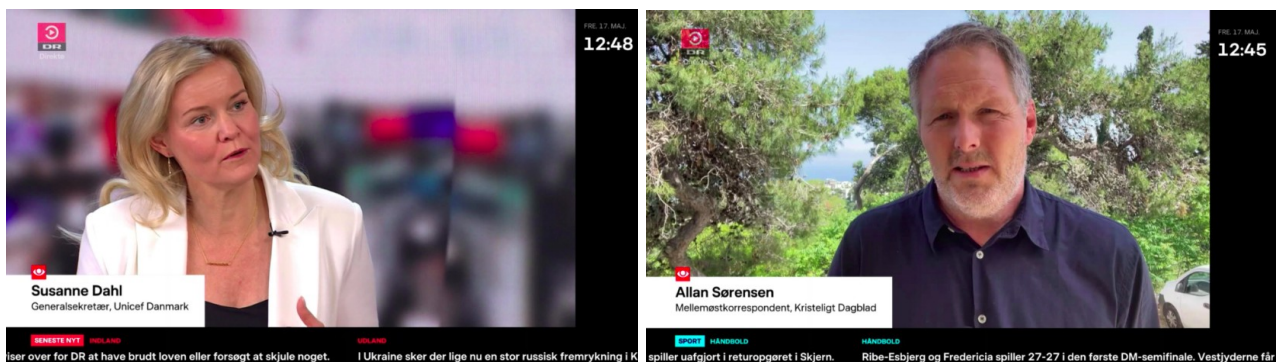 DR
Direkte
FRE. 17. MAJ.
12:48
Susanne Dahl
Generalsekretær, Unicef Danmark
SENESTE NYT INDLAND UDLAND
iser over for DR at have brudt loven eller forsøgt at skjule noget. I Ukraine sker der lige nu en stor russisk fremrykning i K
DR
FRE. 17. MAJ.
12:45
Allan Sørensen
Mellemøstkorrespondent, Kristeligt Dagblad
SPORT HÅNDBOLD HÅNDBOLD
spiller uafgjort i returopgøret i Skjern. Ribe-Esbjerg og Fredericia spiller 27-27 i den første DM-semifinale. Vestjyderne får